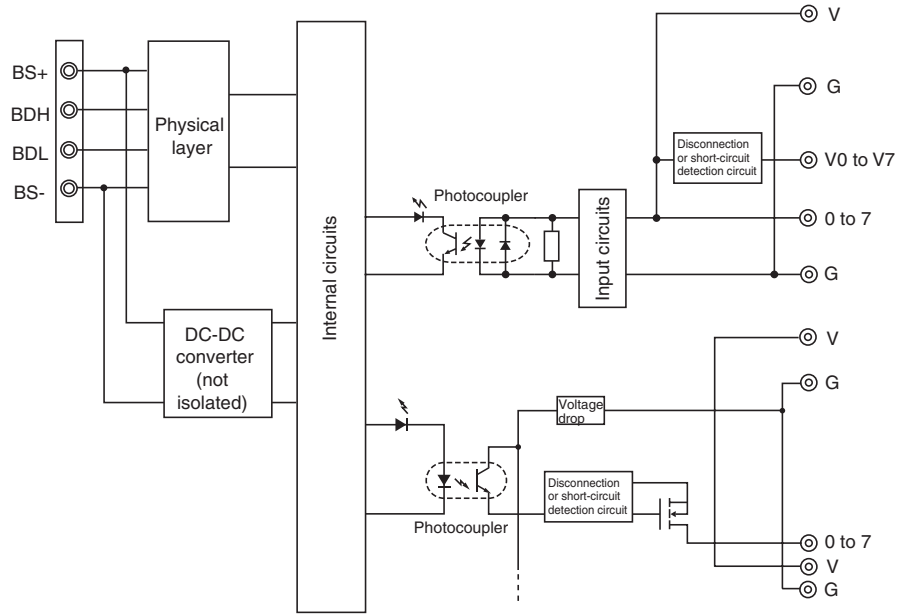 BS+
BDH
BDL
BS-
Physical
layer
DC-DC
converter
(not
isolated)
Internal circuits
Photocoupler
Input circuits
V
G
Disconnection
or short-circuit
detection circuit
V0 to V7
0 to 7
G
V
G
Voltage
drop
Disconnection
or short-circuit
detection circuit
Photocoupler
0 to 7
V
G